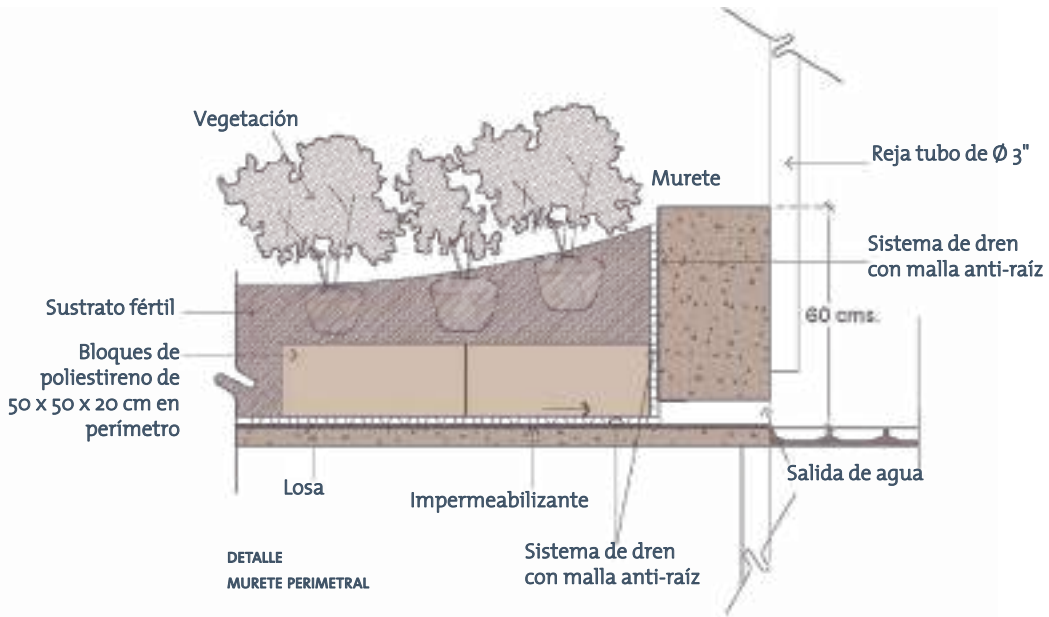 Vegetación
Reja tubo de Ø 3"
Murete
Sistema de dren
con malla anti-raíz
Sustrato fértil
60 cms.
Bloques de
poliestireno de
50 x 50 x 20 cm en
perímetro
Salida de agua
Losa
Impermeabilizante
Sistema de dren
con malla anti-raíz
DETALLE
MURETE PERIMETRAL